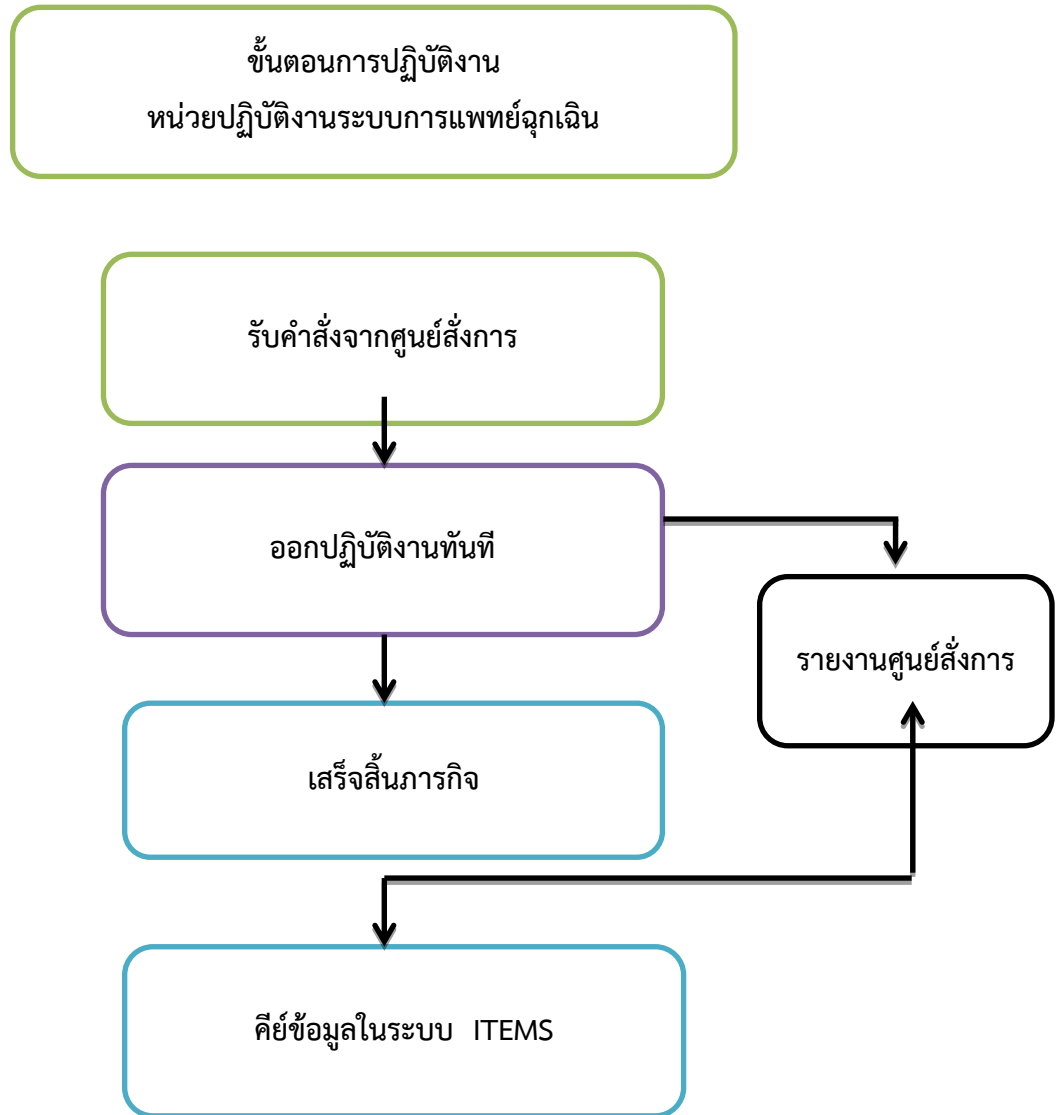 ขั้นตอนการปฏิบัติงาน
หน่วยปฏิบัติงานระบบการแพทย์ฉุกเฉิน
รับคำสั่งจากศูนย์สั่งการ
ออกปฏิบัติงานทันที
รายงานศูนย์สั่งการ
เสร็จสิ้นภารกิจ
คีย์ข้อมูลในระบบ ITEMS